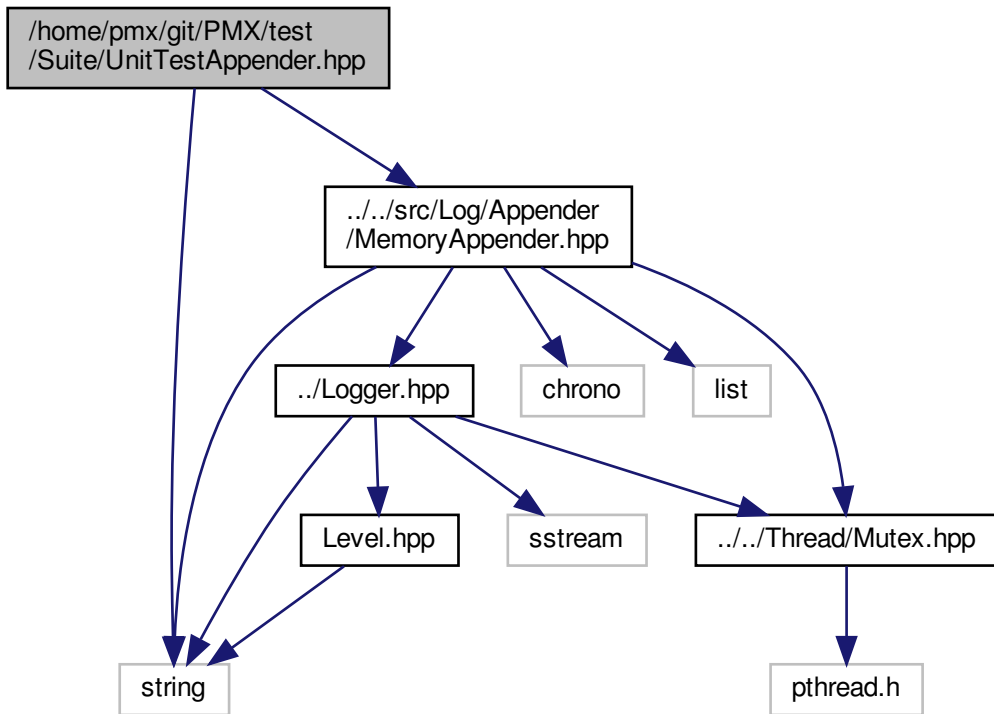 /home/pmx/git/PMX/test
/Suite/UnitTestAppender.hpp
../../src/Log/Appender
/MemoryAppender.hpp
../Logger.hpp
chrono
list
Level.hpp
sstream
../../Thread/Mutex.hpp
string
pthread.h